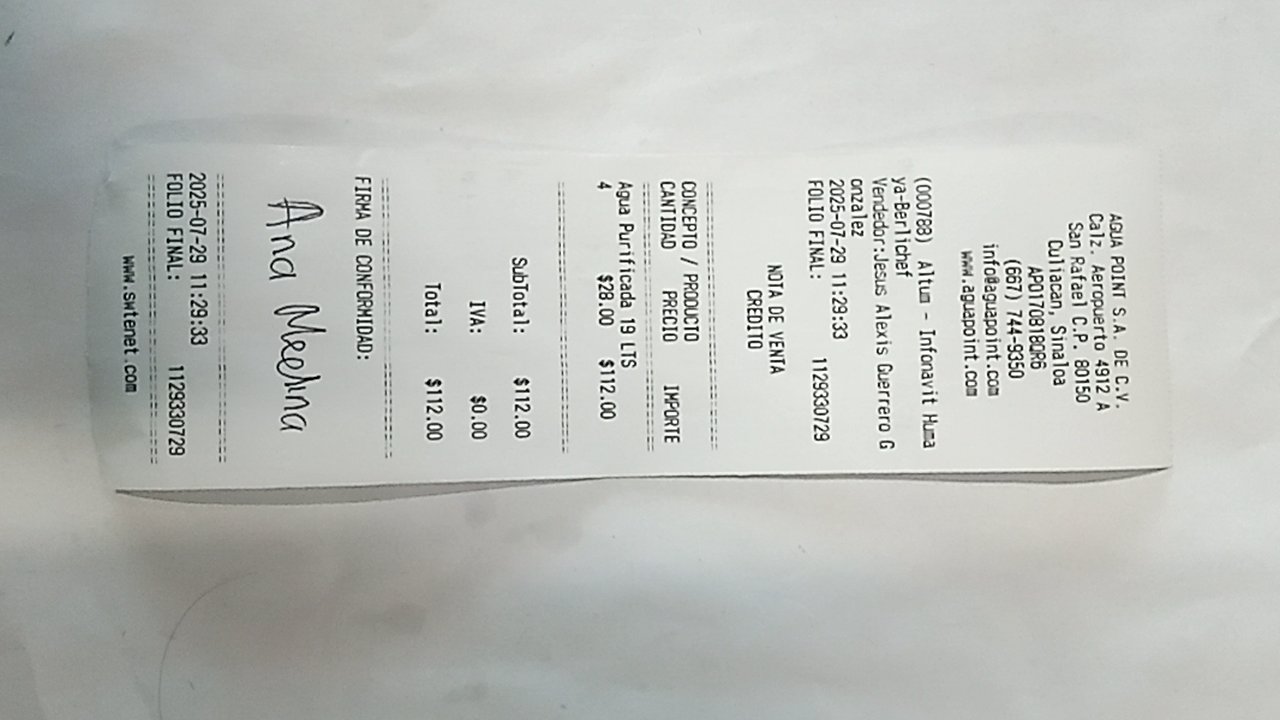 AGUA POINT S.A. DE C.V.
Calz. Aeropuerto 4912 A
San Rafael C.P. 80150
Culiacan, Sinaloa
APO170818QR6
(667) 744-9350
info@aguapoint.com
www.aguapoint.com
(000788) Altum - Infonavit Huma
ya-Berlichef
Vendedor:Jesus Alexis Guerrero G
onzalez
2025-07-29 11:29:33
FOLIO FINAL: 1129330729
NOTA DE VENTA
CREDITO
CONCEPTO / PRODUCTO
CANTIDAD PRECIO IMPORTE
Agua Purificada 19 LTS
4 $28.00 $112.00
SubTotal: $112.00
IVA: $0.00
Total: $112.00
FIRMA DE CONFORMIDAD:
Ana Medina
2025-07-29 11:29:33
FOLIO FINAL: 1129330729
www.swtenet.com